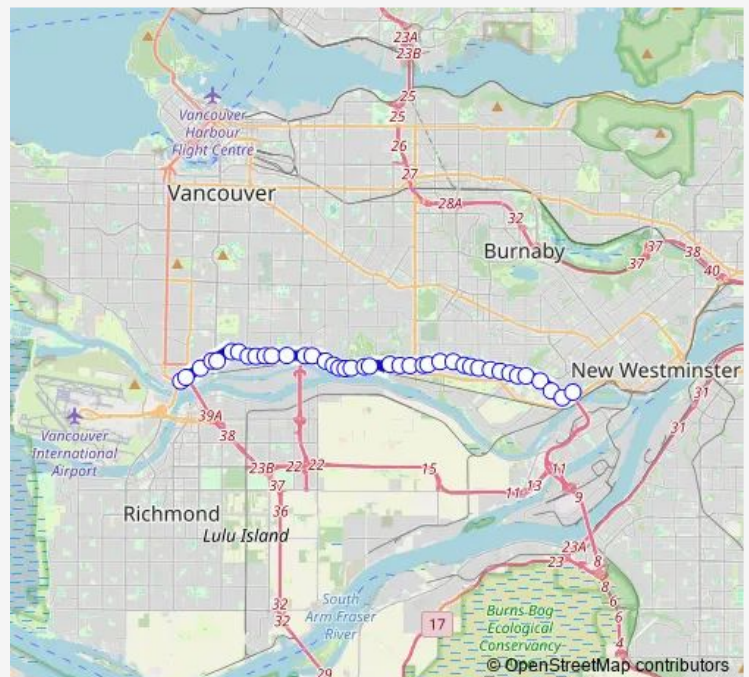 23A
23B
25
25
26
27
28A
32
37
37
38
40
Vancouver
Harbour
Flight Centre
Vancouver
Burnaby
New Westminster
31
31
39A
38
23B
22
22
15
11
13
11
9
37
36
Vancouver
International
Airport
Richmond
Lulu Island
32
32
29
South
Arm Fraser
River
17
23A
23
8
8
6
6
4
Burns Bog
Ecological
Conservancy
© OpenStreetMap contributors